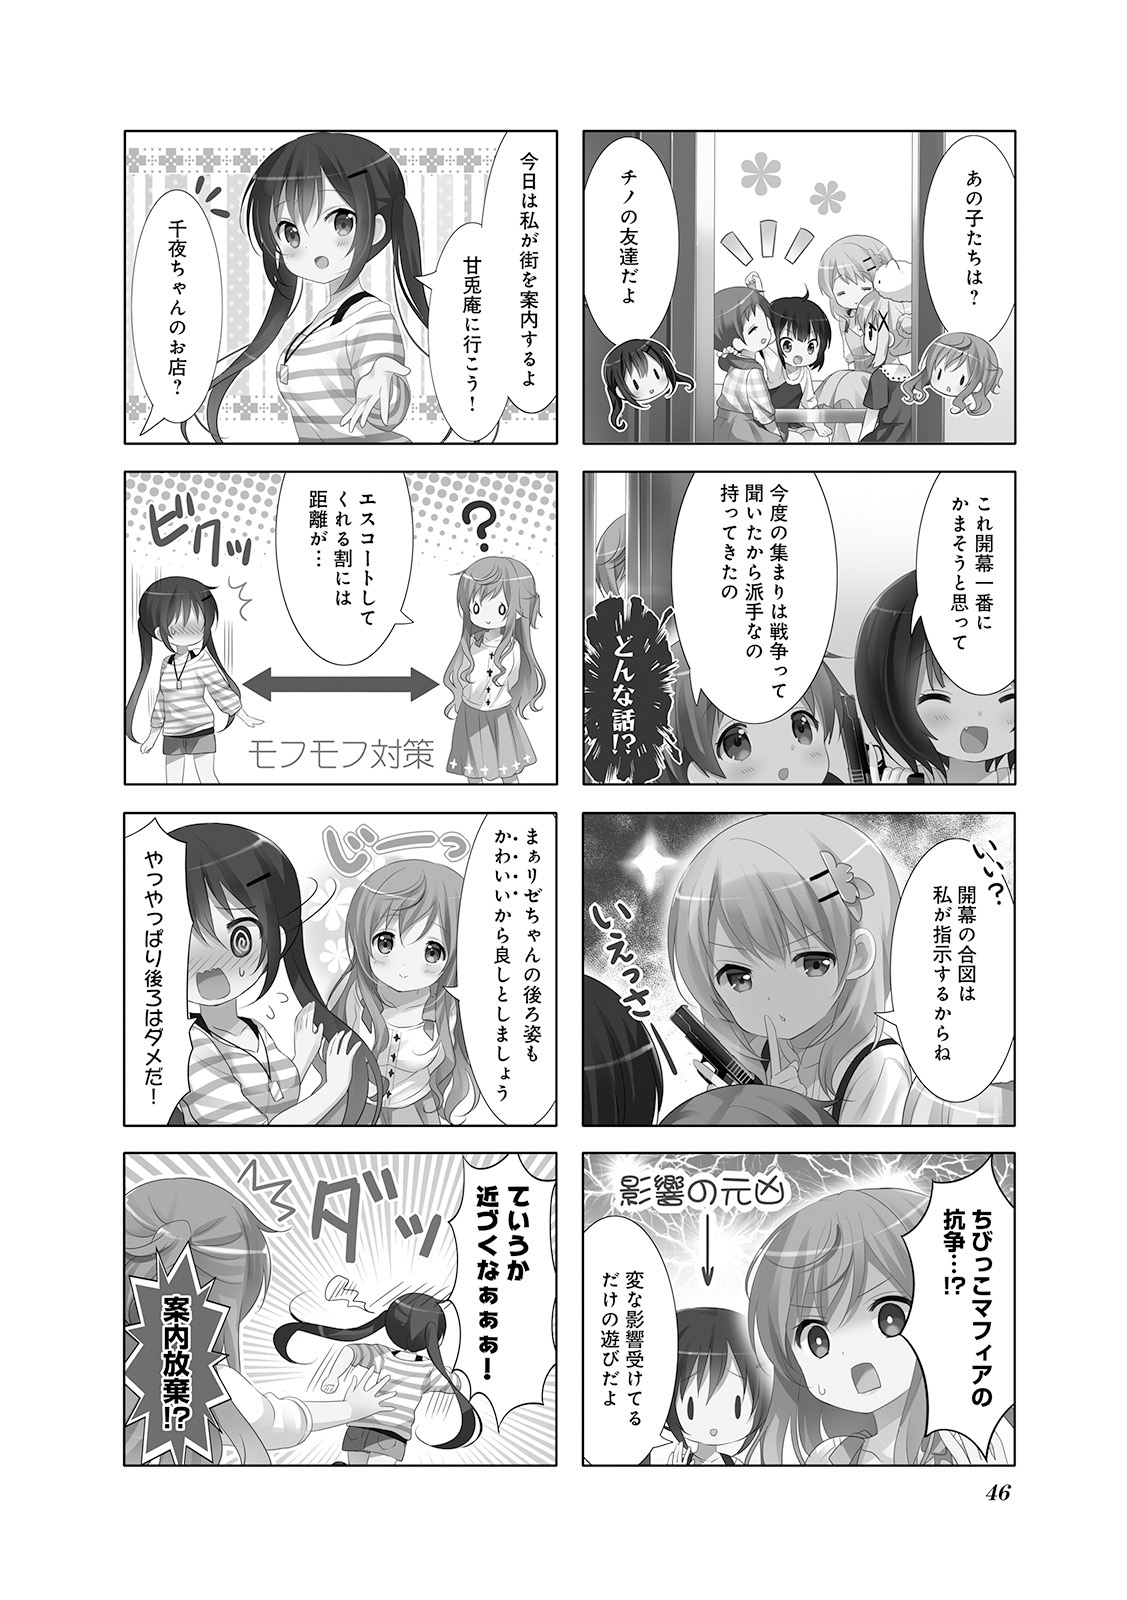 あの子たちは？
チノの友達だよ
これ開幕一番に
かまそうと思って
今度の集まりは戦争って
聞いたから派手なの
持ってきたの
どんな話!?
いい？
開幕の合図は
私が指示するからね
いえっさー
ちびっこマフィアの
抗争…!?
影響の元凶
変な影響受けてる
だけの遊びだよ
今日は私が街を案内するよ
甘兎庵に行こう！
千夜ちゃんのお店？
？
エスコートして
くれる割には
距離が…
ビクッ
モフモフ対策
まぁリゼちゃんの後ろ姿も
かわいいから良しとしましょう
じーっ
やっやっぱり後ろはダメだ！
ていうか
近づくなぁぁぁ！
ダッ
案内放棄!?
46